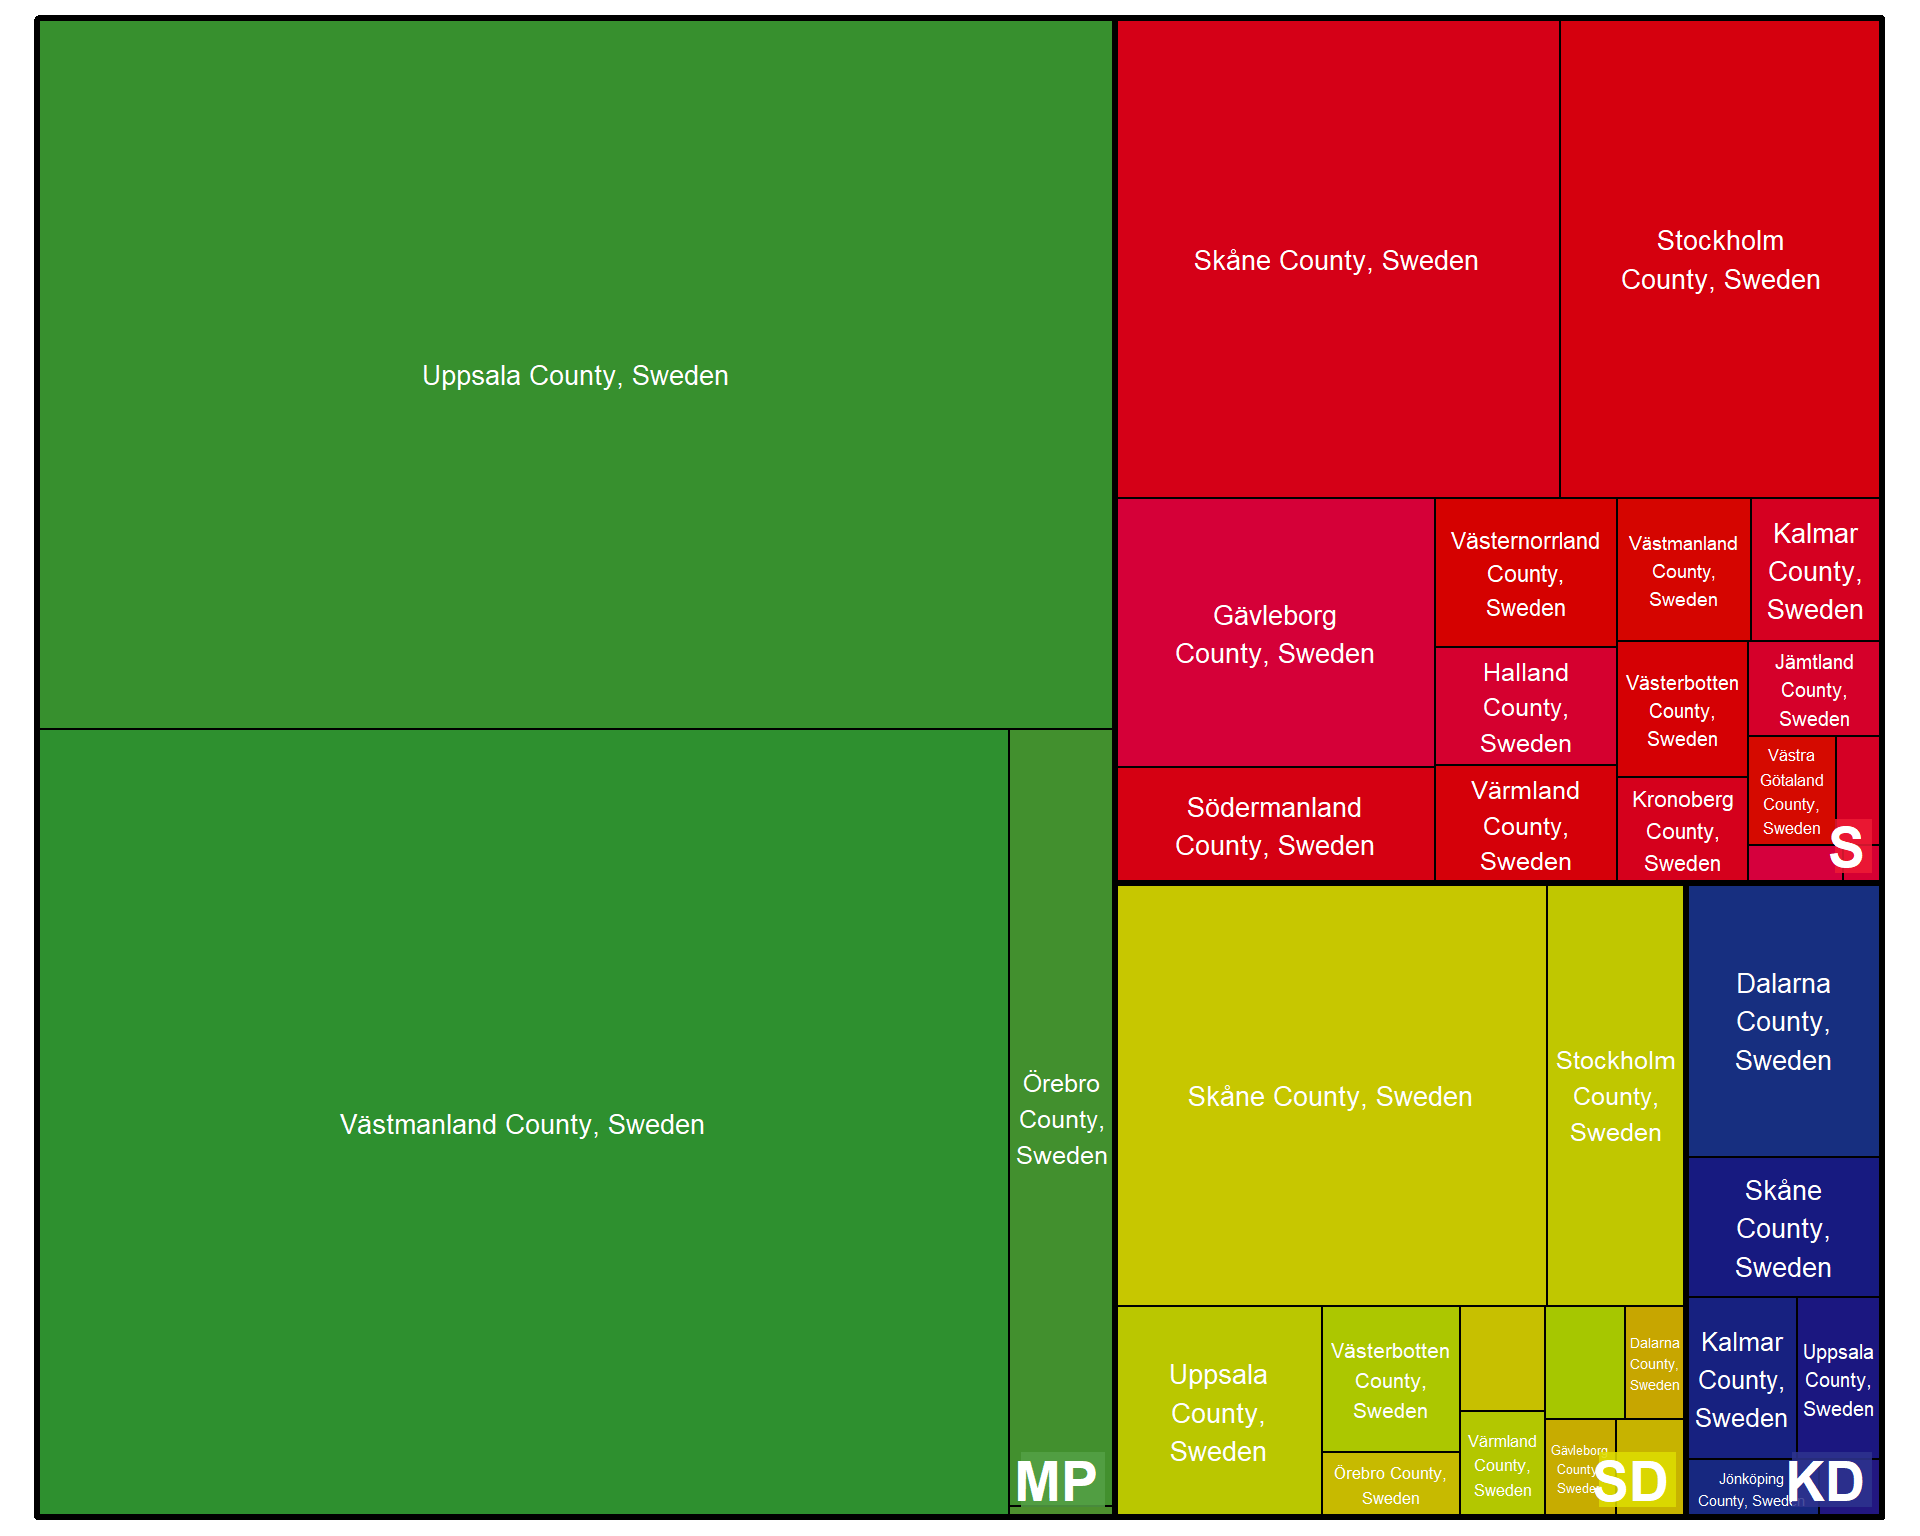 Uppsala County, Sweden
Västmanland County, Sweden
Örebro
County,
Sweden
MP
Skåne County, Sweden
Stockholm
County, Sweden
Gävleborg
County, Sweden
Södermanland
County, Sweden
Västernorrland
County,
Sweden
Halland
County,
Sweden
Värmland
County,
Sweden
Västmanland
County,
Sweden
Kalmar
County,
Sweden
Västerbotten
County,
Sweden
Jämtland
County,
Sweden
Kronoberg
County,
Sweden
Västra
Götaland
County,
Sweden
S
Skåne County, Sweden
Stockholm
County,
Sweden
Uppsala
County,
Sweden
Västerbotten
County,
Sweden
Örebro County,
Sweden
Värmland
County,
Sweden
Dalarna
County,
Sweden
Gävleborg
County,
Sweden
SD
Dalarna
County,
Sweden
Skåne
County,
Sweden
Kalmar
County,
Sweden
Uppsala
County,
Sweden
Jönköping
County, Sweden
KD